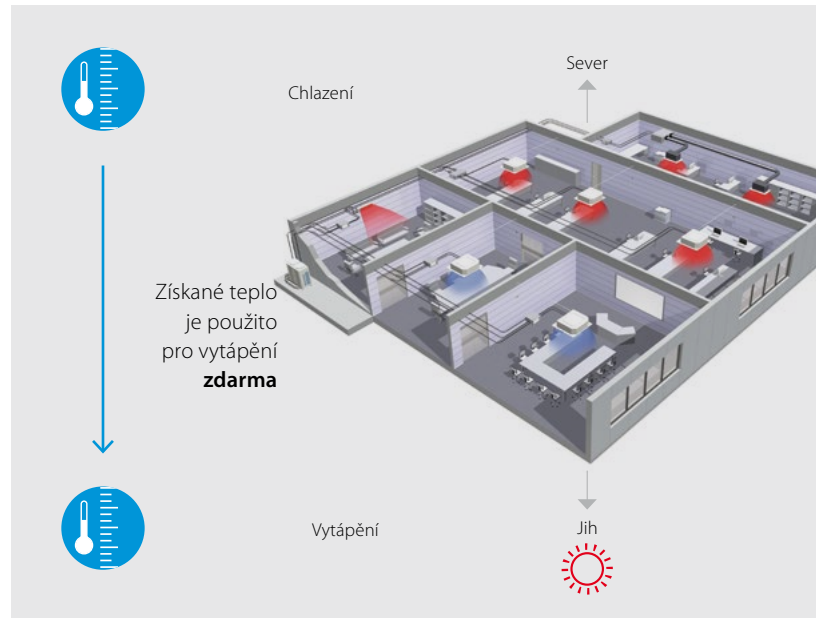 Sever
Chlazení
Získané teplo
je použito
pro vytápění
zdarma
Vytápění
Jih